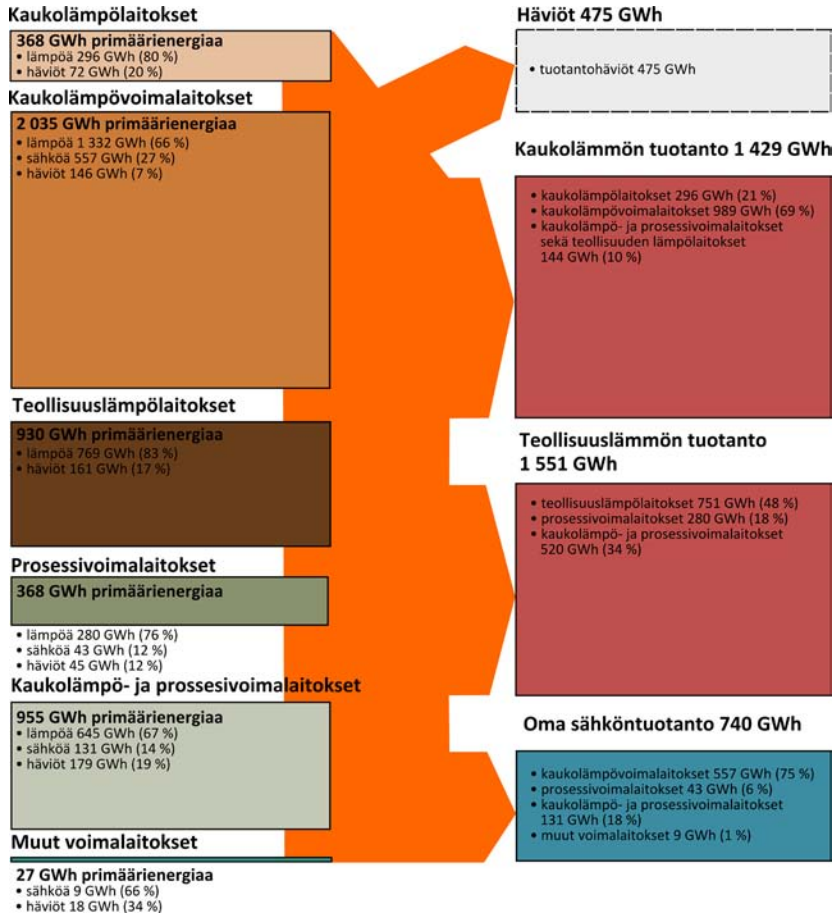 Kaukolämpölaitokset
368 GWh primäärienergiaa
• lämpöä 296 GWh (80 %)
• häviöt 72 GWh (20 %)
Kaukolämpövoimalaitokset
2 035 GWh primäärienergiaa
• lämpöä 1 332 GWh (66 %)
• sähköä 557 GWh (27 %)
• häviöt 146 GWh (7 %)
Teollisuuslämpölaitokset
930 GWh primäärienergiaa
• lämpöä 769 GWh (83 %)
• häviöt 161 GWh (17 %)
Prosessivoimalaitokset
368 GWh primäärienergiaa
• lämpöä 280 GWh (76 %)
• sähköä 43 GWh (12 %)
• häviöt 45 GWh (12 %)
Kaukolämpö- ja prossesivoimalaitokset
955 GWh primäärienergiaa
• lämpöä 645 GWh (67 %)
• sähköä 131 GWh (14 %)
• häviöt 179 GWh (19 %)
Muut voimalaitokset
27 GWh primäärienergiaa
• sähköä 9 GWh (66 %)
• häviöt 18 GWh (34 %)
Häviöt 475 GWh
• tuotantohäviöt 475 GWh
Kaukolämmön tuotanto 1 429 GWh
• kaukolämpölaitokset 296 GWh (21 %)
• kaukolämpövoimalaitokset 989 GWh (69 %)
• kaukolämpö- ja prosessivoimalaitokset
sekä teollisuuden lämpölaitokset
144 GWh (10 %)
Teollisuuslämmön tuotanto
1 551 GWh
• teollisuuslämpölaitokset 751 GWh (48 %)
• prosessivoimalaitokset 280 GWh (18 %)
• kaukolämpö- ja prosessivoimalaitokset
520 GWh (34 %)
Oma sähköntuotanto 740 GWh
• kaukolämpövoimalaitokset 557 GWh (75 %)
• prosessivoimalaitokset 43 GWh (6 %)
• kaukolämpö- ja prosessivoimalaitokset
131 GWh (18 %)
• muut voimalaitokset 9 GWh (1 %)